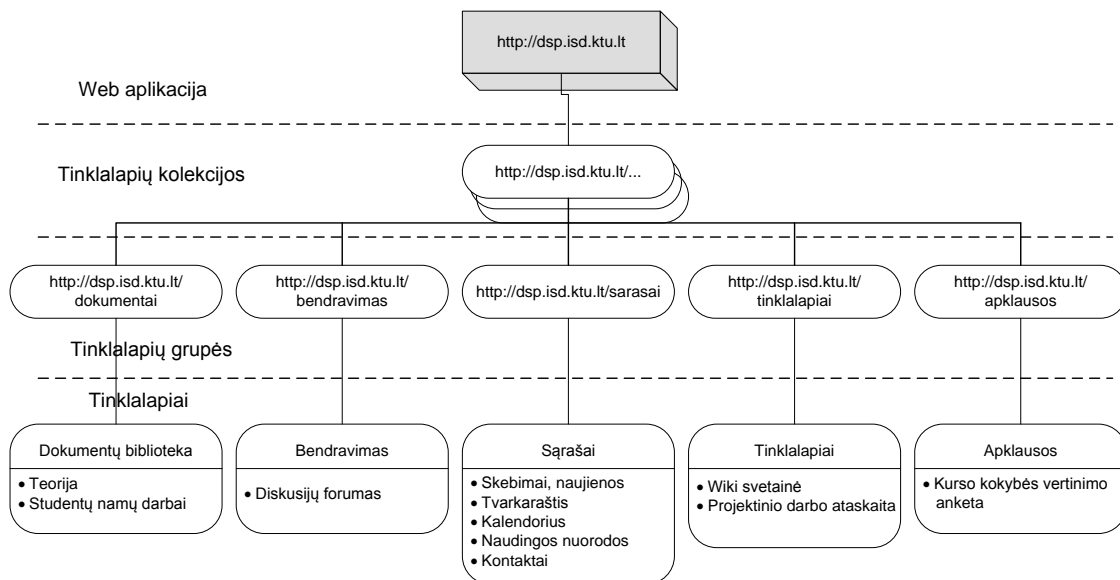 http://dsp.isd.ktu.lt
Web aplikacija
Tinklalapių kolekcijos
http://dsp.isd.ktu.lt/...
http://dsp.isd.ktu.lt/
dokumentai
http://dsp.isd.ktu.lt/
bendravimas
http://dsp.isd.ktu.lt/sarasai
http://dsp.isd.ktu.lt/
tinklalapiai
http://dsp.isd.ktu.lt/
apklausos
Tinklalapių grupės
Tinklalapiai
Dokumentų biblioteka
• Teorija
• Studentų namų darbai
Bendravimas
• Diskusijų forumas
Sąrašai
• Skebimai, naujienos
• Tvarkaraštis
• Kalendorius
• Naudingos nuorodos
• Kontaktai
Tinklalapiai
• Wiki svetainė
• Projektinio darbo ataskaita
Apklausos
• Kurso kokybės vertinimo
anketa